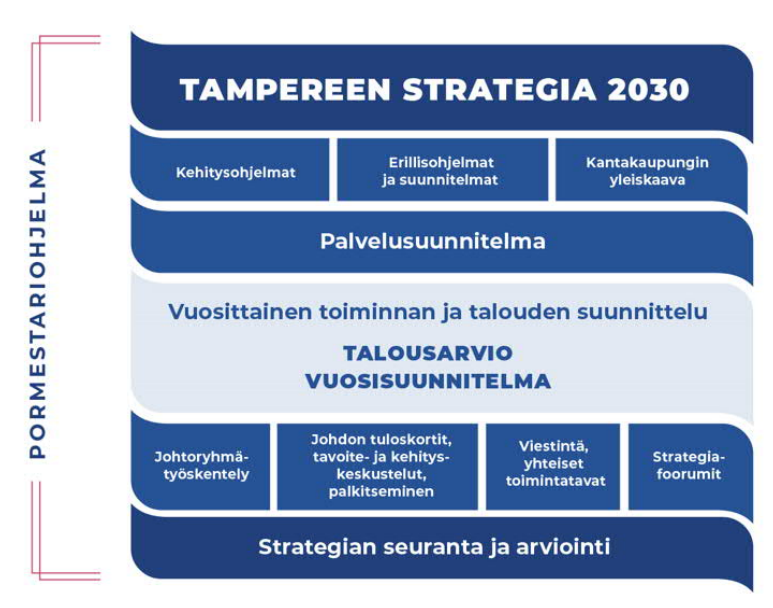 PORMESTARIOHJELMA
TAMPEREEN STRATEGIA 2030
Kehitysohjelmat
Erillisohjelmat
ja suunnitelmat
Kantakaupungin
yleiskaava
Palvelusuunnitelma
Vuosittainen toiminnan ja talouden suunnittelu
TALOUSARVIO
VUOSISUUNNITELMA
Johtoryhmä-
työskentely
Johdon tuloskortit,
tavoite- ja kehitys-
keskustelut,
palkitseminen
Viestintä,
yhteiset
toimintatavat
Strategia-
foorumit
Strategian seuranta ja arviointi